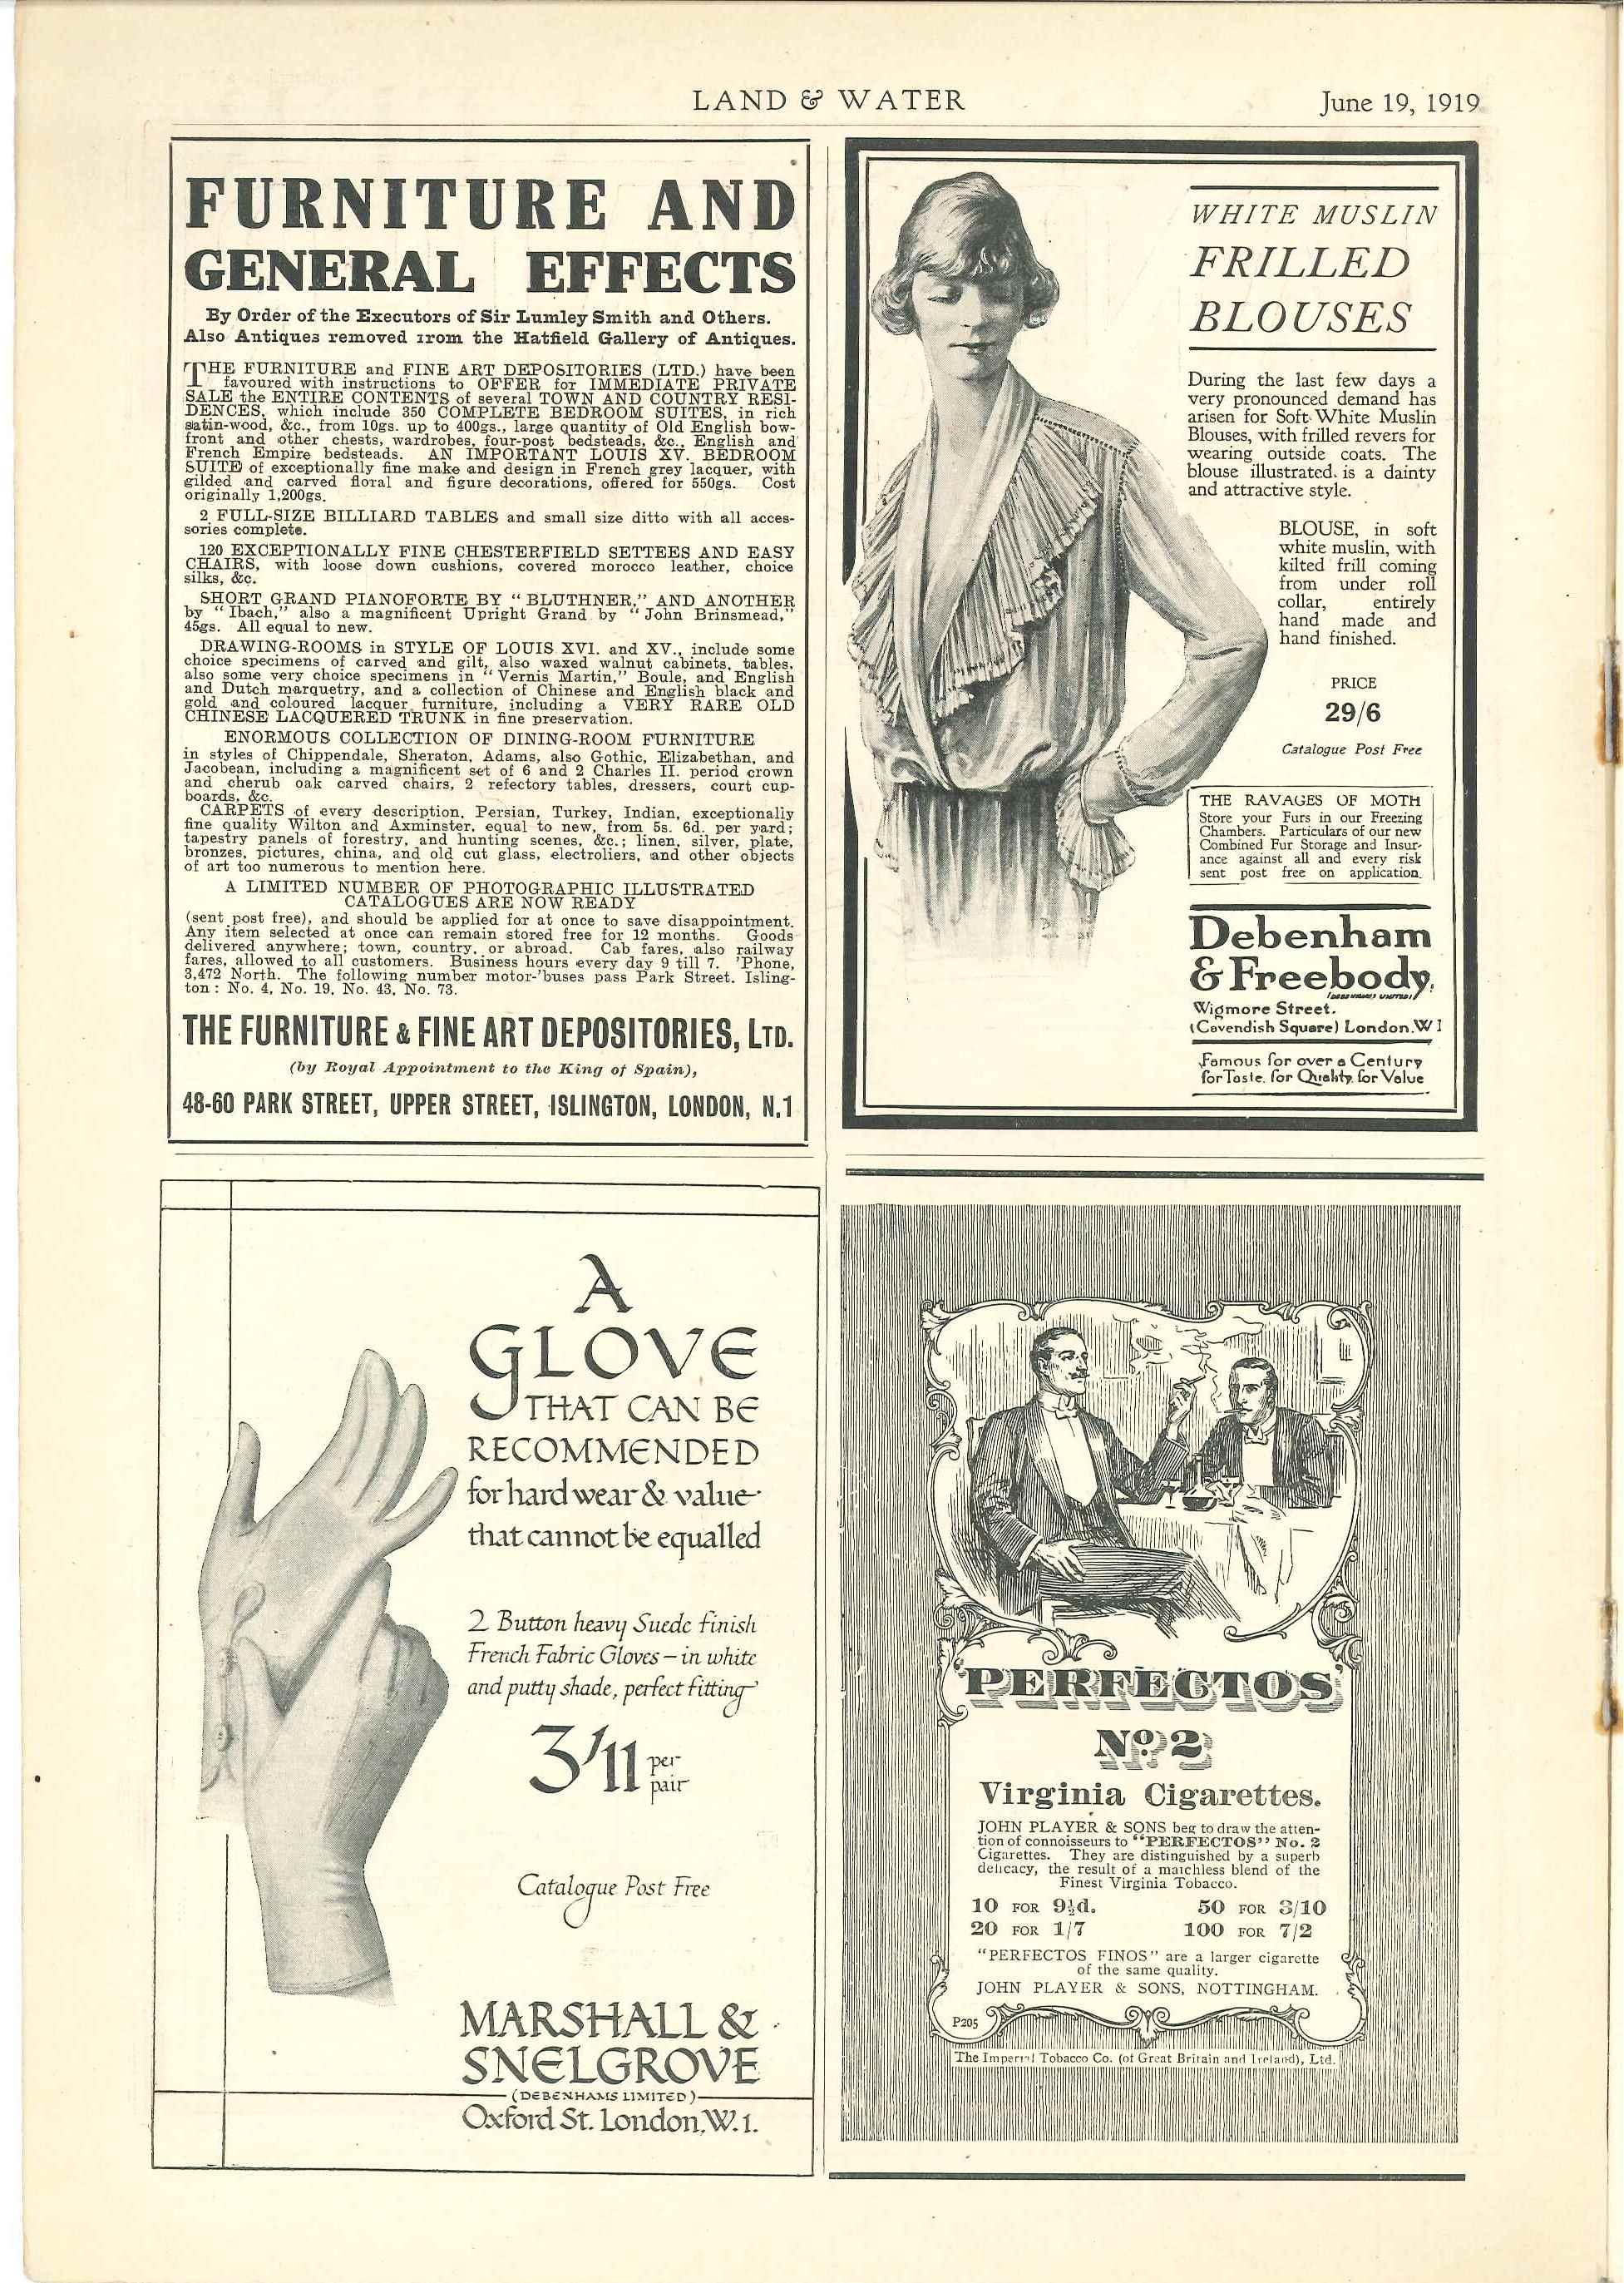 LAND & WATER
June 19, 1919
FURNITURE AND
GENERAL EFFECTS
By Order of the Executors of Sir Lumley Smith and Others.
Also Antiques removed from the Hatfield Gallery of Antiques.
THE FURNITURE and FINE ART DEPOSITORIES (LTD.) have been
favoured with instructions to OFFER for IMMEDIATE PRIVATE
SALE the ENTIRE CONTENTS of several TOWN AND COUNTRY RESI-
DENCES, which include 350 COMPLETE BEDROOM SUITES, in rich
satin-wood, &c., from 10gs. up to 400gs., large quantity of Old English bow-
front and other chests, wardrobes, four-post bedsteads, &c., English and
French Empire bedsteads. AN IMPORTANT LOUIS XV. BEDROOM
SUITE of exceptionally fine make and design in French grey lacquer, with
gilded and carved floral and figure decorations, offered for 550gs. Cost
originally 1,200gs.
2 FULL-SIZE BILLIARD TABLES and small size ditto with all acces-
sories complete.
120 EXCEPTIONALLY FINE CHESTERFIELD SETTEES AND EASY
CHAIRS, with loose down cushions, covered morocco leather, choice
silks, &c.
SHORT GRAND PIANOFORTE BY "BLUTHNER," AND ANOTHER
by "Ibach," also a magnificent Upright Grand by "John Brinsmead,"
45gs. All equal to new.
DRAWING-ROOMS in STYLE OF LOUIS XVI. and XV., include some
choice specimens of carved and gilt, also waxed walnut cabinets, tables,
also some very choice specimens in "Vernis Martin," Boule, and English
and Dutch marquetry, and a collection of Chinese and English black and
gold and coloured lacquer furniture, including a VERY RARE OLD
CHINESE LACQUERED TRUNK in fine preservation.
ENORMOUS COLLECTION OF DINING-ROOM FURNITURE
in styles of Chippendale, Sheraton, Adams, also Gothic, Elizabethan, and
Jacobean, including a magnificent set of 6 and 2 Charles II. period crown
and cherub oak carved chairs, 2 refectory tables, dressers, court cup-
boards, &c.
CARPETS of every description, Persian, Turkey, Indian, exceptionally
fine quality Wilton and Axminster, equal to new, from 5s. 6d. per yard;
tapestry panels of forestry, and hunting scenes, &c.; linen, silver, plate,
bronzes, pictures, china, and old cut glass, electroliers, and other objects
of art too numerous to mention here.
A LIMITED NUMBER OF PHOTOGRAPHIC ILLUSTRATED
CATALOGUES ARE NOW READY
(sent post free), and should be applied for at once to save disappointment.
Any item selected at once can remain stored free for 12 months. Goods
delivered anywhere; town, country, or abroad. Cab fares, also railway
fares, allowed to all customers. Business hours every day 9 till 7. 'Phone,
3,472 North. The following number motor-'buses pass Park Street, Isling-
ton: No. 4, No. 19, No. 43, No. 73.
THE FURNITURE & FINE ART DEPOSITORIES, LTD.
(by Royal Appointment to the King of Spain),
48-60 PARK STREET, UPPER STREET, ISLINGTON, LONDON, N.1
WHITE MUSLIN
FRILLED
BLOUSES
During the last few days a
very pronounced demand has
arisen for Soft White Muslin
Blouses, with frilled revers for
wearing outside coats. The
blouse illustrated is a dainty
and attractive style.
BLOUSE, in soft
white muslin, with
kilted frill coming
from under roll
collar, entirely
hand made and
hand finished.
PRICE
29/6
Catalogue Post Free
THE RAVAGES OF MOTH
Store your Furs in our Freezing
Chambers. Particulars of our new
Combined Fur Storage and Insur-
ance against all and every risk
sent post free on application.
Debenham
& Freebody.
(DEBENHAMS LIMITED)
Wigmore Street.
(Cavendish Square) London.W1
Famous for over a Century
for Taste, for Quality, for Value
A
GLOVE
THAT CAN BE
RECOMMENDED
for hard wear & value
that cannot be equalled
2 Button heavy Suede finish
French Fabric Gloves – in white
and putty shade, perfect fitting
3/11 per
pair
Catalogue Post Free
MARSHALL &
SNELGROVE
(DEBENHAMS LIMITED)
Oxford St. London, W.1.
'PERFECTOS'
No. 2
Virginia Cigarettes.
JOHN PLAYER & SONS beg to draw the atten-
tion of connoisseurs to "PERFECTOS" No. 2
Cigarettes. They are distinguished by a superb
delicacy, the result of a matchless blend of the
Finest Virginia Tobacco.
10 FOR 9½d. 50 FOR 3/10
20 FOR 1/7 100 FOR 7/2
"PERFECTOS FINOS" are a larger cigarette
of the same quality.
JOHN PLAYER & SONS, NOTTINGHAM.
P205
The Imperial Tobacco Co. (of Great Britain and Ireland), Ltd.